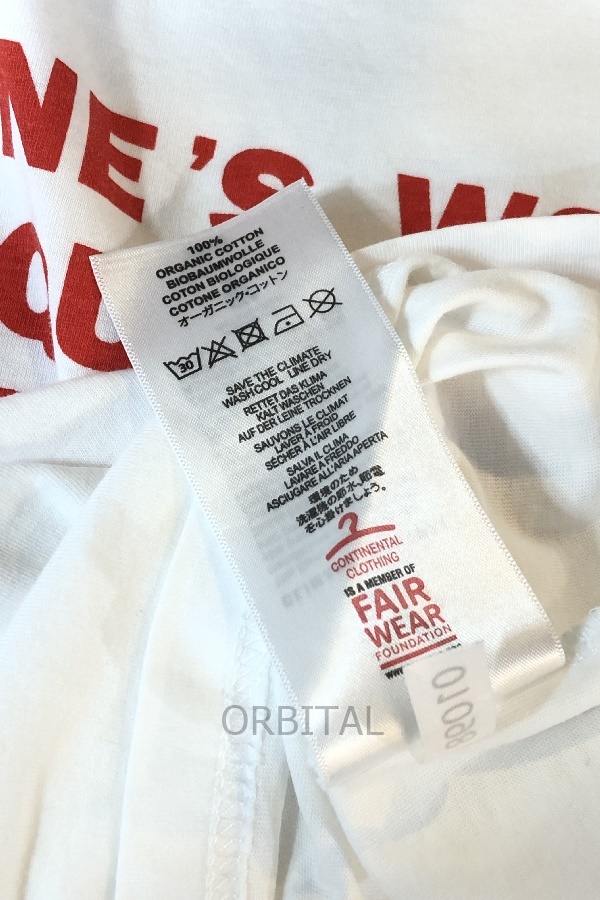 NE'S
QU
100%
ORGANIC COTTON
BIOBAUMWOLLE
COTON BIOLOGIQUE
COTONE ORGANICO
オーガニック・コットン
30
SAVE THE CLIMATE
WASH COOL LINE DRY
RETTET DAS KLIMA
KALT WASCHEN
AUF DER LEINE TROCKNEN
SAUVONS LE CLIMAT
LAVER À FROID
SÉCHER À L'AIR LIBRE
SALVA IL CLIMA
LAVARE A FREDDO
ASCIUGARE ALL'ARIA APERTA
環境のため
洗濯機の節水、節電
を心掛けましょう。
CONTINENTAL
CLOTHING
IS A MEMBER OF
FAIR
WEAR
FOUNDATION
ORBITAL